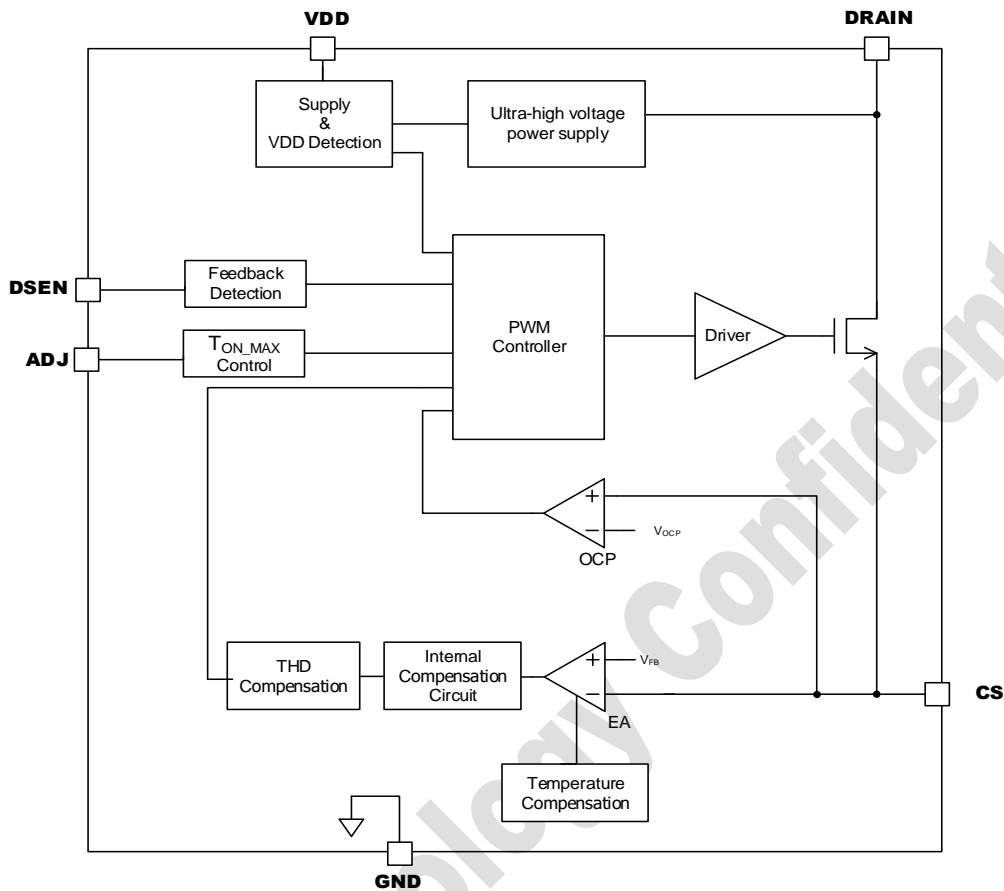 VDD
DRAIN
Supply
&
VDD Detection
Ultra-high voltage
power supply
DSEN
Feedback
Detection
ADJ
TON_MAX
Control
PWM
Controller
Driver
+
−
VOCP
OCP
THD
Compensation
Internal
Compensation
Circuit
+
−
VFB
EA
CS
Temperature
Compensation
GND
Confident